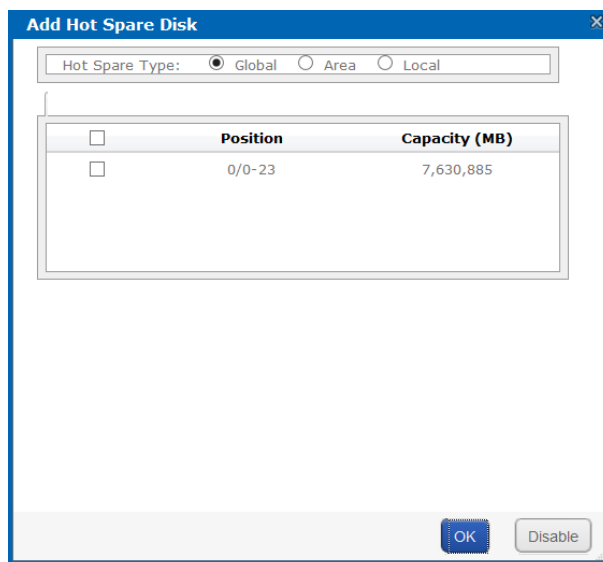 Add Hot Spare Disk
Hot Spare Type: Global Area Local
Position Capacity (MB)
0/0-23 7,630,885
OK Disable